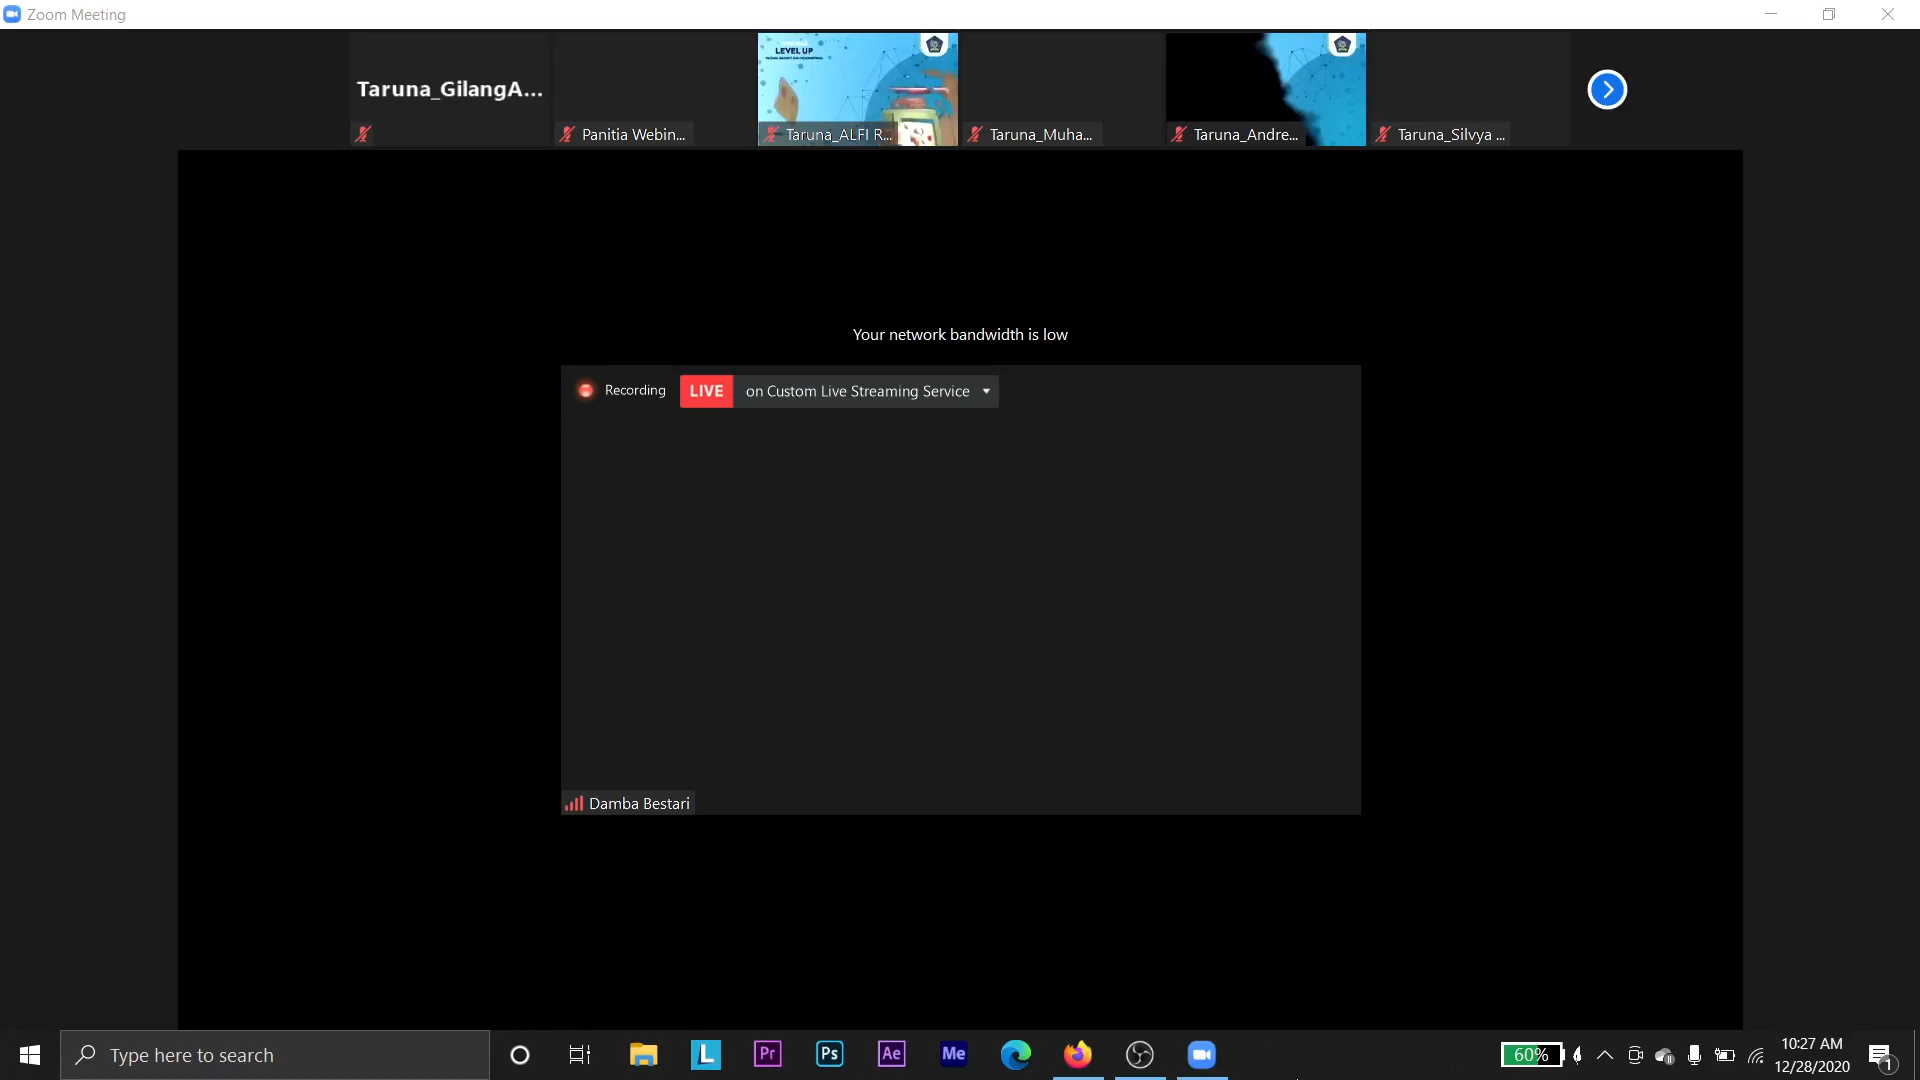 Zoom Meeting
LEVEL UP
Taruna_GilangA...
Panitia Webin...
Taruna_ALFI R...
Taruna_Muha...
Taruna_Andre...
Taruna_Silvya ...
Your network bandwidth is low
Recording
LIVE on Custom Live Streaming Service
Damba Bestari
Type here to search
L
Pr
Ps
Ae
Me
60%
10:27 AM
12/28/2020
1